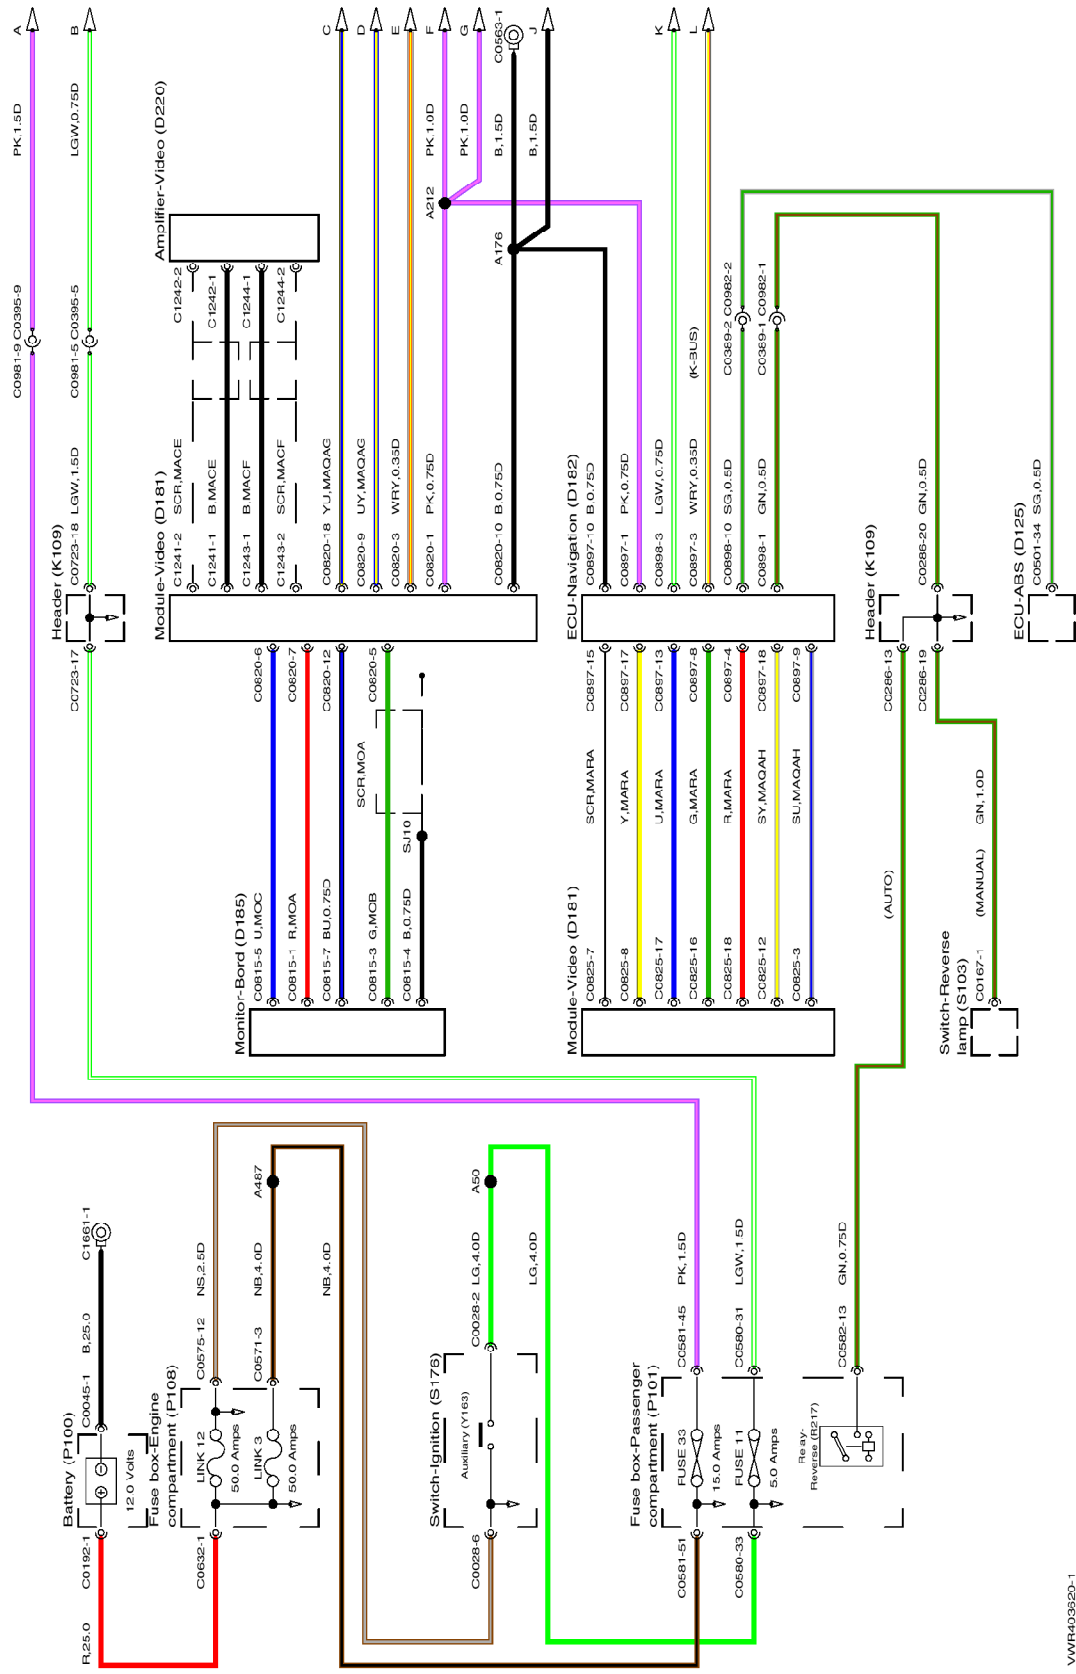 A
B
C
D
E
F
G
C0563-1
J
K
L
PK,1.5D
LGW,0.75D
PK,1.0D
PK,1.0D
B,1.5D
B,1.5D
Amplifier-Video (D220)
A212
A176
C0981-9 C0395-9
C0981-5 C0395-5
C1242-2
C1242-1
C1244-1
C1244-2
(K-BUS)
C0389-2 C0982-2
C0389-1 C0982-1
Header (K109)
C0723-18 LGW,1.5D
C0723-17
Module-Video (D181)
C1241-2 SCR,MACE
C1241-1 B.MACE
C1243-1 B.MACF
C1243-2 SCR,MACF
C0820-18 YU,MAQAG
C0820-9 UY,MAQAG
C0820-3 WRY,0.35D
C0820-1 PK,0.75D
C0820-10 B.0.75D
ECU-Navigation (D182)
C0897-10 B.0.75D
C0897-1 PK,0.75D
C0898-3 LGW,0.75D
C0897-3 WRY,0.35D
C0898-10 SG,0.5D
C0898-1 GN,0.5D
Header (K109)
C0286-20 GN,0.5D
ECU-ABS (D125)
C0501-34 SG,0.5D
C0820-6
C0820-7
C0820-12
C0820-5
SCR,MOA
SJ10
C0897-15
C0897-17
C0897-13
C0897-8
C0897-4
C0897-18
C0897-9
SCR,MARA
Y,MARA
U,MARA
G,MARA
R,MARA
SY,MAQAH
SU,MAQAH
C0286-13
C0286-19
(AUTO)
(MANUAL) GN,1.0D
Monitor-Bord (D185)
C0815-5 U,MOC
C0815-1 R,MOA
C0815-7 BU,0.75D
C0815-3 G,MOB
C0815-4 B,0.75D
Module-Video (D181)
C0825-7
C0825-8
C0825-17
C0825-16
C0825-18
C0825-12
C0825-3
Switch-Reverse
lamp (S103)
C0167-1
A487
A50
C1661-1
B,25.0
C0045-1
NS,2.5D
C0575-12
NB,4.0D
C0571-3
NB,4.0D
C0028-2 LG,4.0D
LG,4.0D
C0581-45 PK,1.5D
C0580-31 LGW,1.5D
C0582-13 GN,0.75D
Battery (P100)
12.0 Volts
C0192-1
R,25.0
Fuse box-Engine
compartment (P108)
LINK 12
50.0 Amps
LINK 3
50.0 Amps
C0632-1
Switch-Ignition (S176)
Auxiliary (Y163)
C0028-6
Fuse box-Passenger
compartment (P101)
FUSE 33
15.0 Amps
FUSE 11
5.0 Amps
Relay-
Reverse (R217)
C0581-51
C0580-33
VWR403620-1